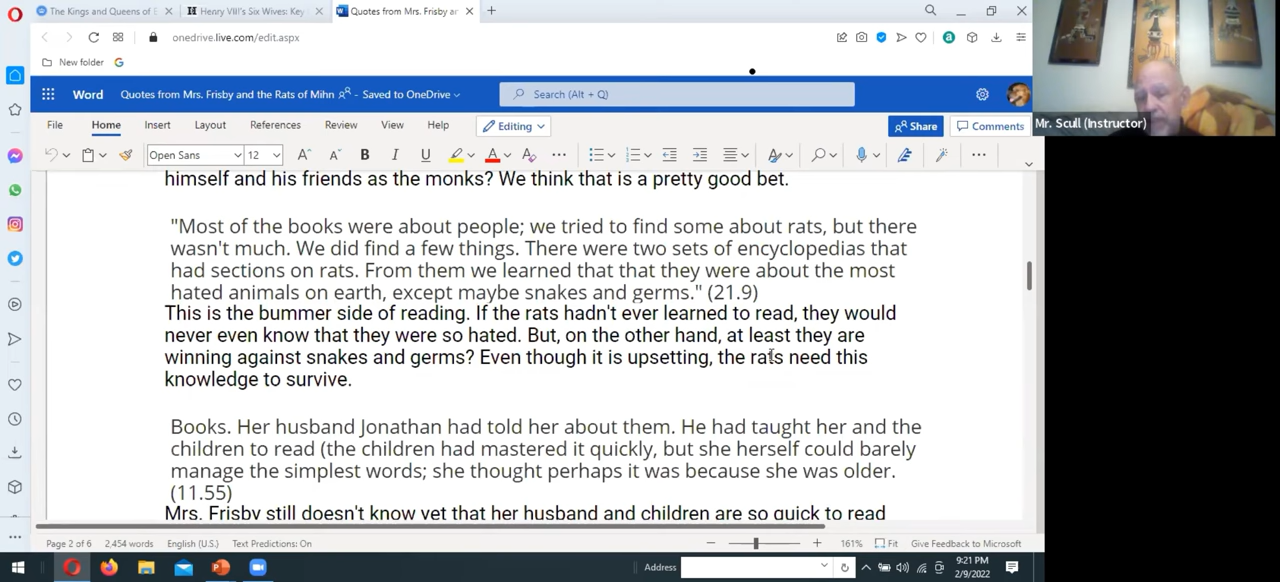 The Kings and Queens of E
Henry VIII's Six Wives: Key
Quotes from Mrs. Frisby ar
onedrive.live.com/edit.aspx
New folder
Word
Quotes from Mrs. Frisby and the Rats of Mihn - Saved to OneDrive
Search (Alt + Q)
Mr. Scull (Instructor)
File Home Insert Layout References Review View Help Editing Share Comments
Open Sans 12
himself and his friends as the monks? We think that is a pretty good bet.
"Most of the books were about people; we tried to find some about rats, but there
wasn't much. We did find a few things. There were two sets of encyclopedias that
had sections on rats. From them we learned that that they were about the most
hated animals on earth, except maybe snakes and germs." (21.9)
This is the bummer side of reading. If the rats hadn't ever learned to read, they would
never even know that they were so hated. But, on the other hand, at least they are
winning against snakes and germs? Even though it is upsetting, the rats need this
knowledge to survive.
Books. Her husband Jonathan had told her about them. He had taught her and the
children to read (the children had mastered it quickly, but she herself could barely
manage the simplest words; she thought perhaps it was because she was older.
(11.55)
Mrs. Frisby still doesn't know yet that her husband and children are so quick to read
Page 2 of 6 2,454 words English (U.S.) Text Predictions: On 161% Fit Give Feedback to Microsoft
Address
9:21 PM
2/9/2022